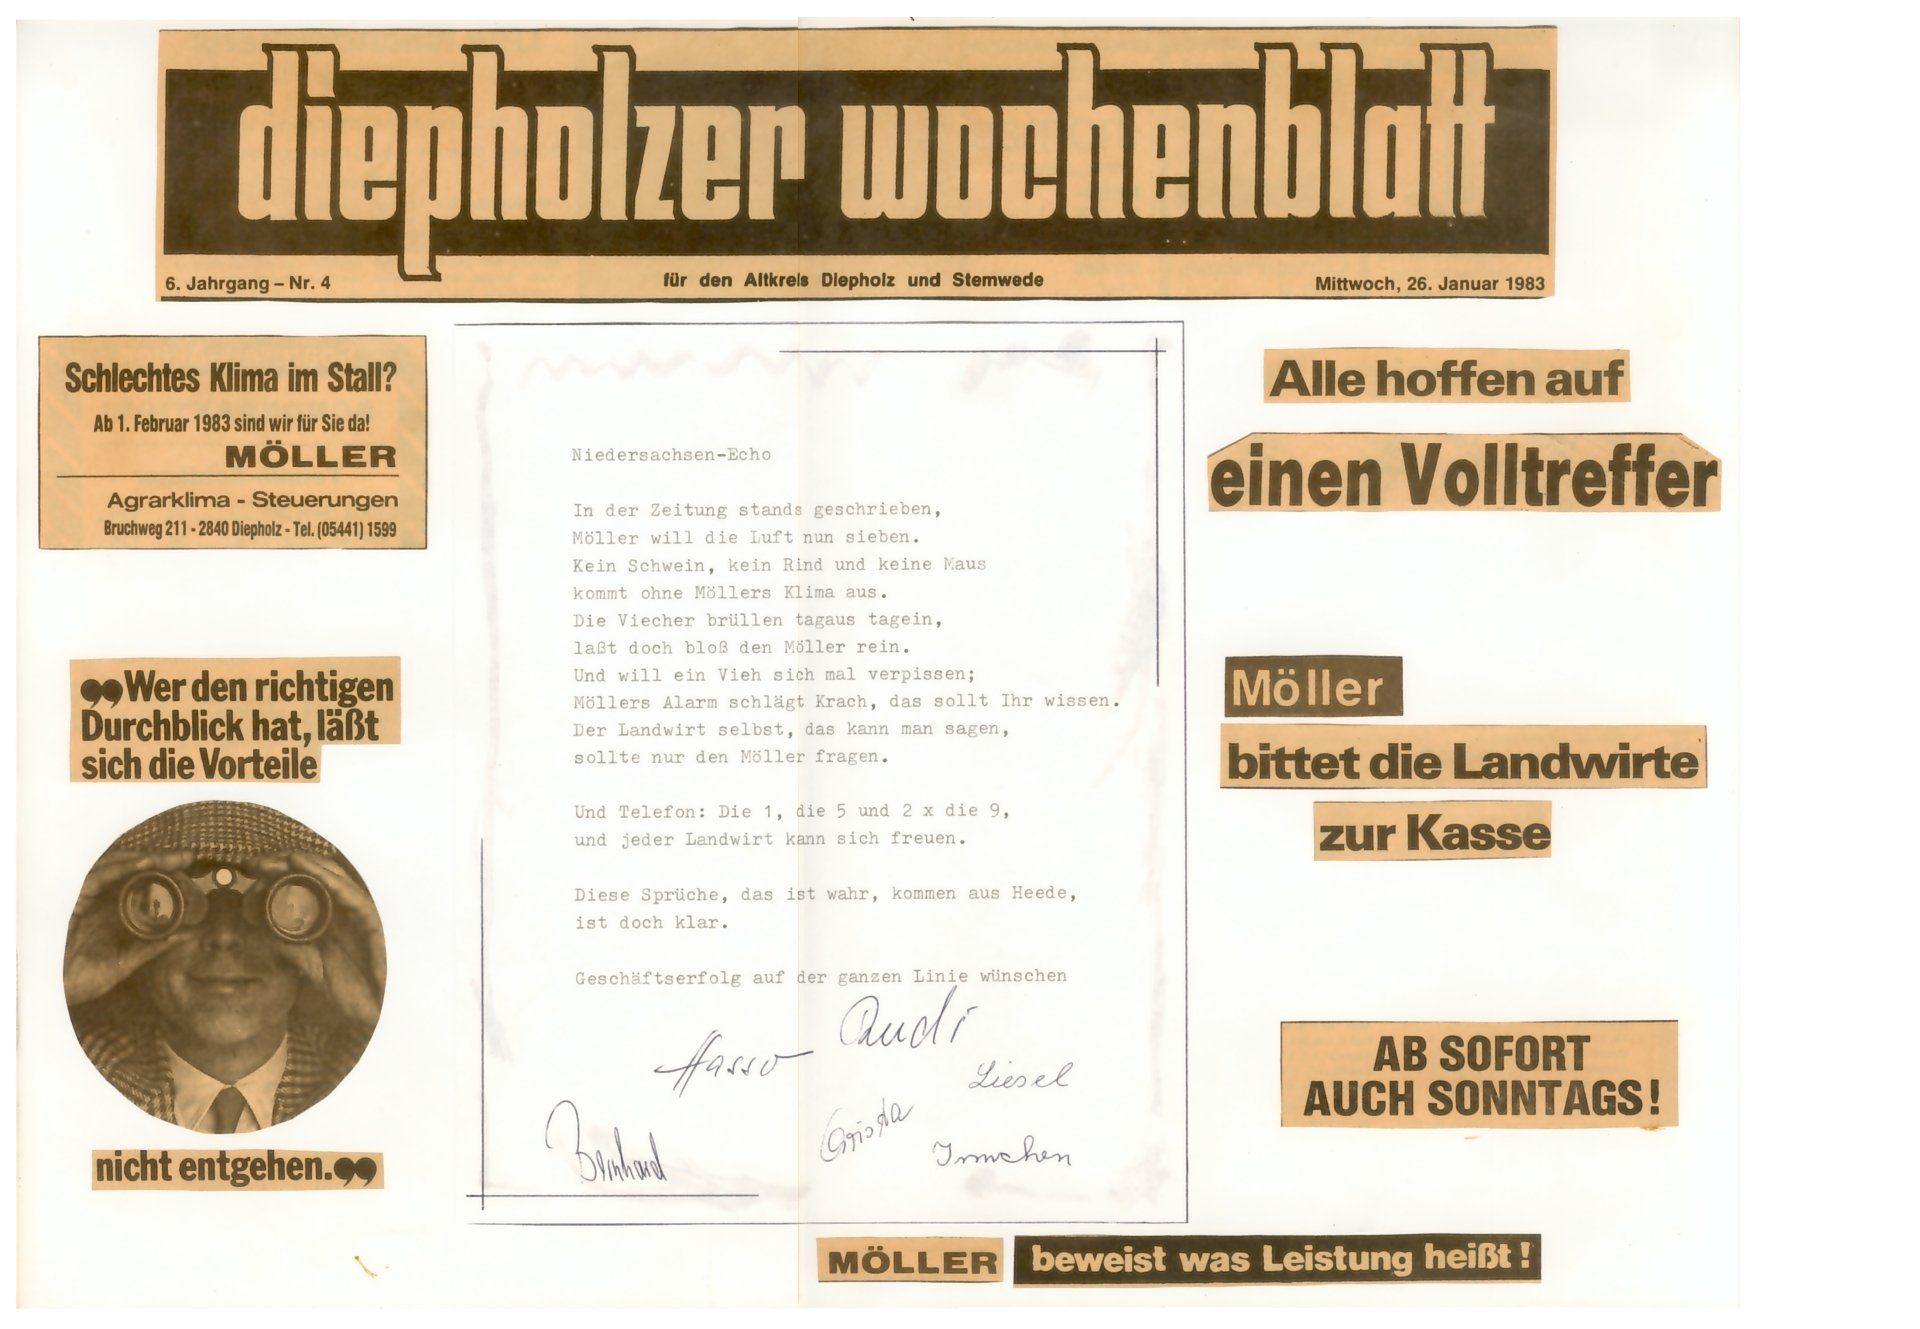 diepholzer wochenblatt
6. Jahrgang – Nr. 4
für den Altkreis Diepholz und Stemwede
Mittwoch, 26. Januar 1983
Schlechtes Klima im Stall?
Ab 1. Februar 1983 sind wir für Sie da!
MÖLLER
Agrarklima - Steuerungen
Bruchweg 211 - 2840 Diepholz - Tel. (05441) 1599
❟❟Wer den richtigen
Durchblick hat, läßt
sich die Vorteile
nicht entgehen.❟❟
Niedersachsen-Echo
In der Zeitung stands geschrieben,
Möller will die Luft nun sieben.
Kein Schwein, kein Rind und keine Maus
kommt ohne Möllers Klima aus.
Die Viecher brüllen tagaus tagein,
laßt doch bloß den Möller rein.
Und will ein Vieh sich mal verpissen;
Möllers Alarm schlägt Krach, das sollt Ihr wissen.
Der Landwirt selbst, das kann man sagen,
sollte nur den Möller fragen.
Und Telefon: Die 1, die 5 und 2 x die 9,
und jeder Landwirt kann sich freuen.
Diese Sprüche, das ist wahr, kommen aus Heede,
ist doch klar.
Geschäftserfolg auf der ganzen Linie wünschen
Rudi
Hasso
Liesel
Christa
Bernhard
Irmchen
Alle hoffen auf
einen Volltreffer
Möller
bittet die Landwirte
zur Kasse
AB SOFORT
AUCH SONNTAGS!
MÖLLER beweist was Leistung heißt!